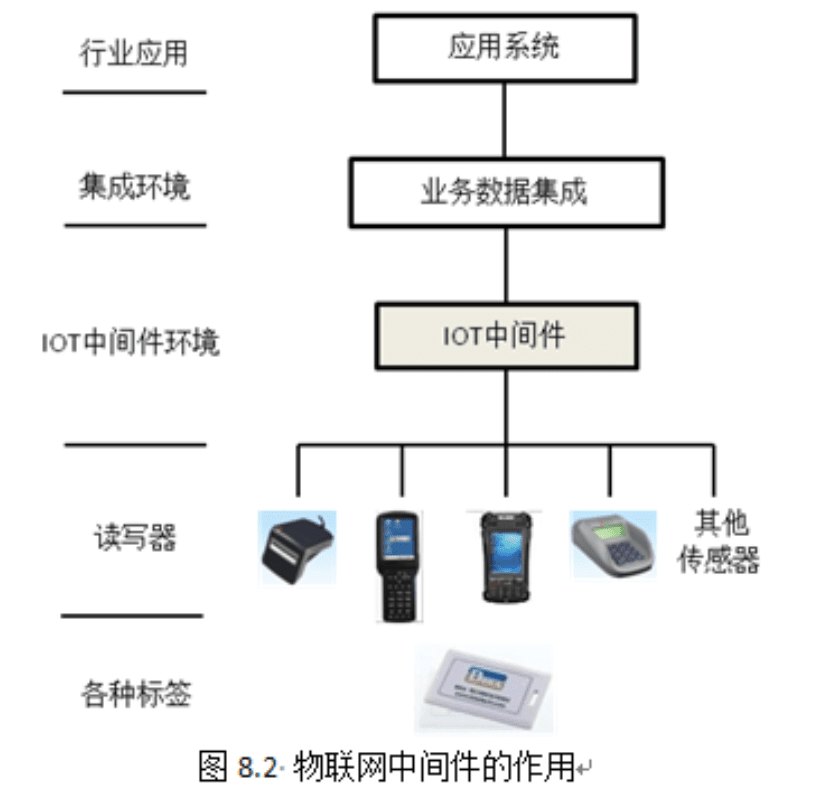 行业应用
应用系统
集成环境
业务数据集成
IOT中间件环境
IOT中间件
读写器
其他
传感器
各种标签
图 8.2 物联网中间件的作用